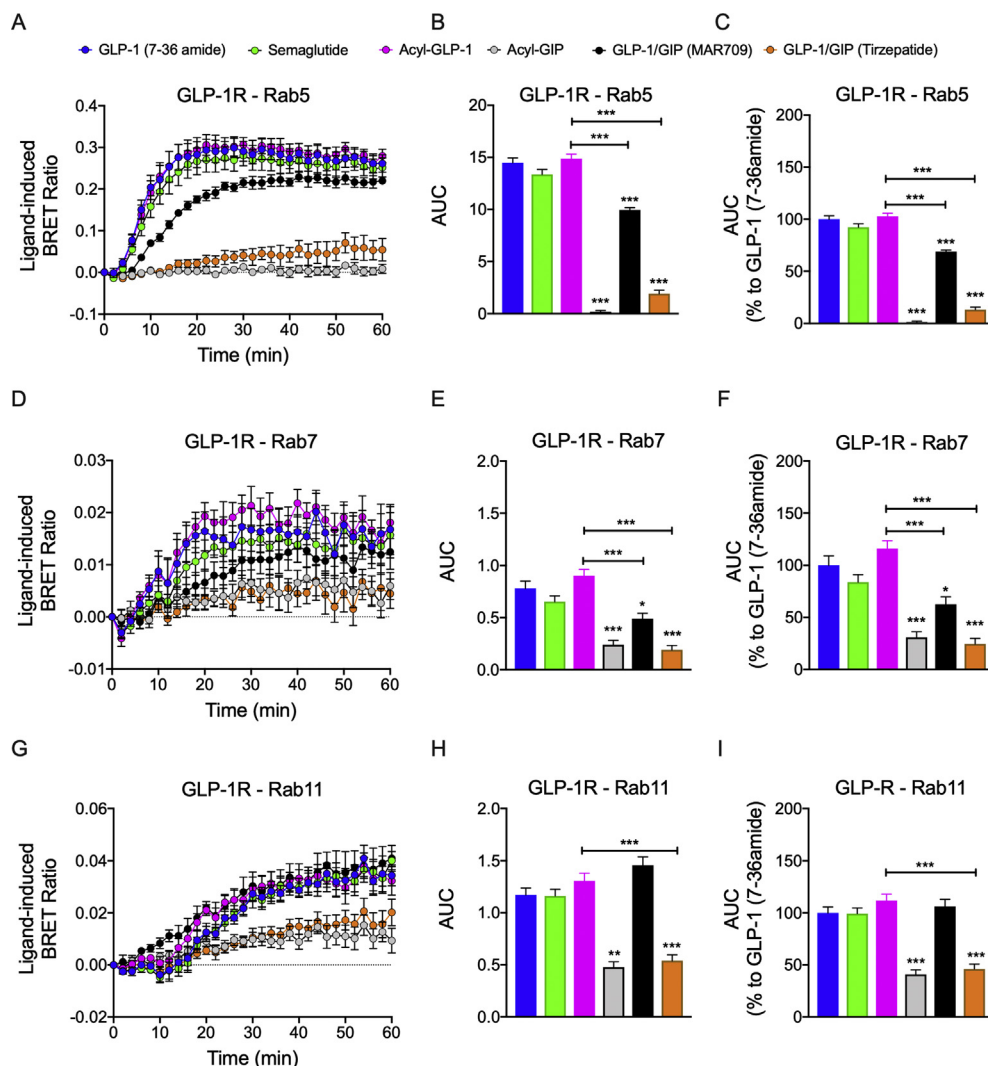 A
B
C
GLP-1 (7-36 amide)
Semaglutide
Acyl-GLP-1
Acyl-GIP
GLP-1/GIP (MAR709)
GLP-1/GIP (Tirzepatide)
GLP-1R - Rab5
Ligand-induced
BRET Ratio
0.4
0.3
0.2
0.1
0.0
-0.1
0
10
20
30
40
50
60
Time (min)
GLP-1R - Rab5
AUC
20
15
10
5
0
***
***
***
***
***
GLP-1R - Rab5
AUC
(% to GLP-1 (7-36amide)
200
150
100
50
0
***
***
***
***
***
D
E
F
GLP-1R - Rab7
Ligand-induced
BRET Ratio
0.03
0.02
0.01
0.00
-0.01
0
10
20
30
40
50
60
Time (min)
GLP-1R - Rab7
AUC
2.0
1.5
1.0
0.5
0.0
***
***
***
*
***
GLP-1R - Rab7
AUC
(% to GLP-1 (7-36amide)
200
150
100
50
0
***
***
***
*
***
G
H
I
GLP-1R - Rab11
Ligand-induced
BRET Ratio
0.06
0.04
0.02
0.00
-0.02
0
10
20
30
40
50
60
Time (min)
GLP-1R - Rab11
AUC
2.0
1.5
1.0
0.5
0.0
***
**
***
GLP-R - Rab11
AUC
(% to GLP-1 (7-36amide)
200
150
100
50
0
***
***
***